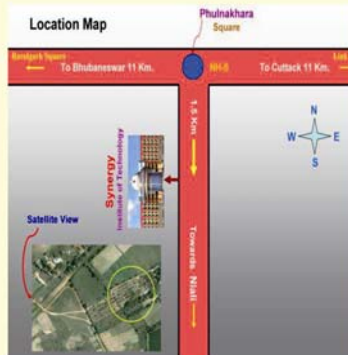 Location Map
Phulnakhara
Square
To Bhubaneswar 11 Km.
NH-5
To Cuttack 11 Km.
1.5 Km
Towards Niali
Synergy
Institute of Technology
Satellite View
N
W
E
S